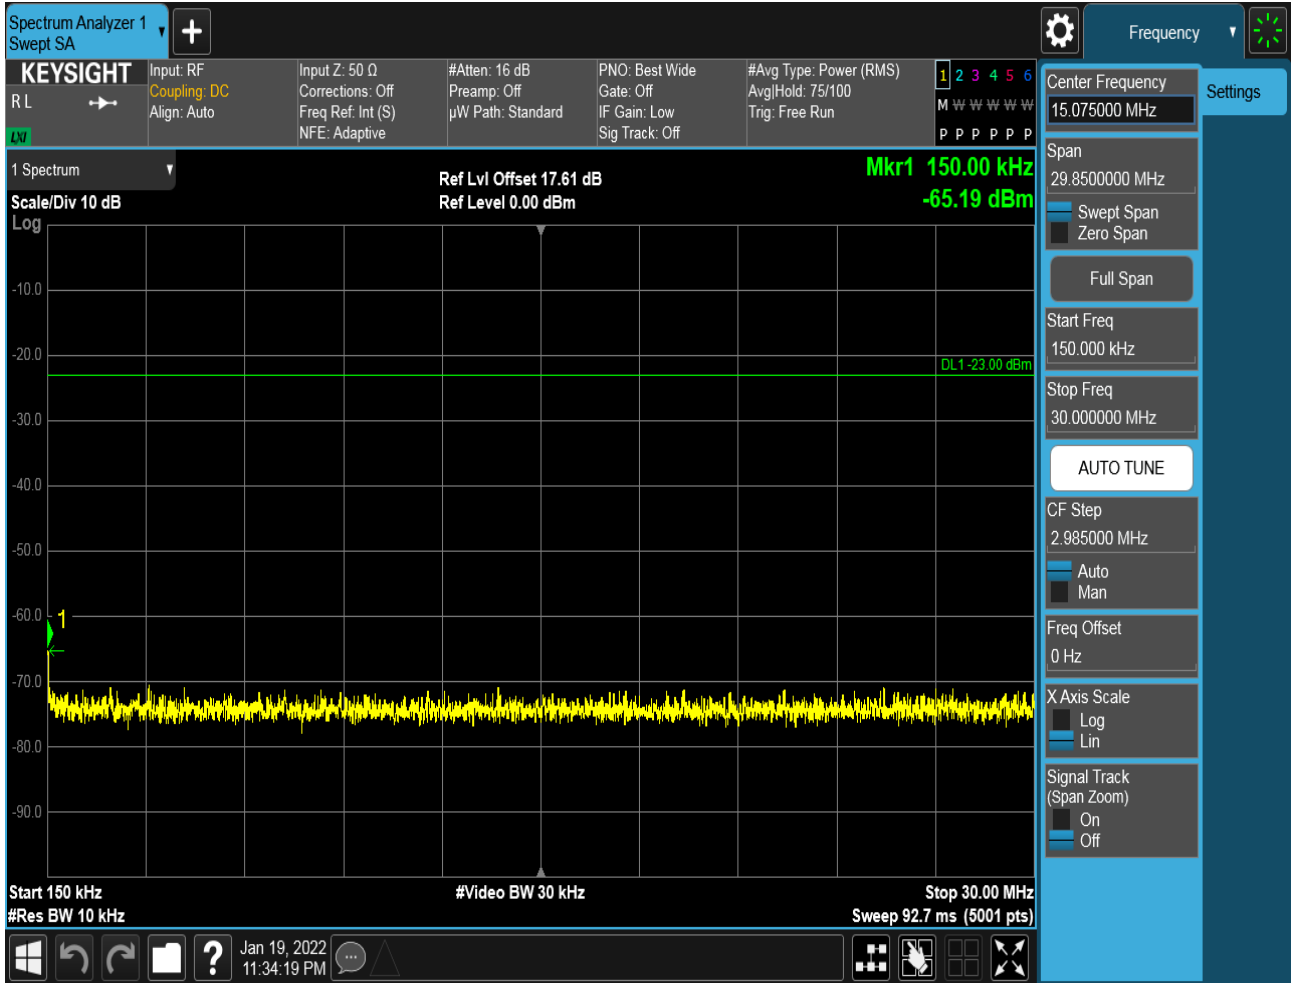 Spectrum Analyzer 1
Swept SA
Frequency
KEYSIGHT
R L
LXI
Input: RF
Coupling: DC
Align: Auto
Input Z: 50 Ω
Corrections: Off
Freq Ref: Int (S)
NFE: Adaptive
#Atten: 16 dB
Preamp: Off
µW Path: Standard
PNO: Best Wide
Gate: Off
IF Gain: Low
Sig Track: Off
#Avg Type: Power (RMS)
Avg|Hold: 75/100
Trig: Free Run
1 2 3 4 5 6
M W W W W W
P P P P P P
1 Spectrum
Scale/Div 10 dB
Log
Ref Lvl Offset 17.61 dB
Ref Level 0.00 dBm
Mkr1 150.00 kHz
-65.19 dBm
-10.0
-20.0
DL1 -23.00 dBm
-30.0
-40.0
-50.0
-60.0
1
-70.0
-80.0
-90.0
Start 150 kHz
#Res BW 10 kHz
#Video BW 30 kHz
Stop 30.00 MHz
Sweep 92.7 ms (5001 pts)
Center Frequency
15.075000 MHz
Settings
Span
29.8500000 MHz
Swept Span
Zero Span
Full Span
Start Freq
150.000 kHz
Stop Freq
30.000000 MHz
AUTO TUNE
CF Step
2.985000 MHz
Auto
Man
Freq Offset
0 Hz
X Axis Scale
Log
Lin
Signal Track
(Span Zoom)
On
Off
?
Jan 19, 2022
11:34:19 PM